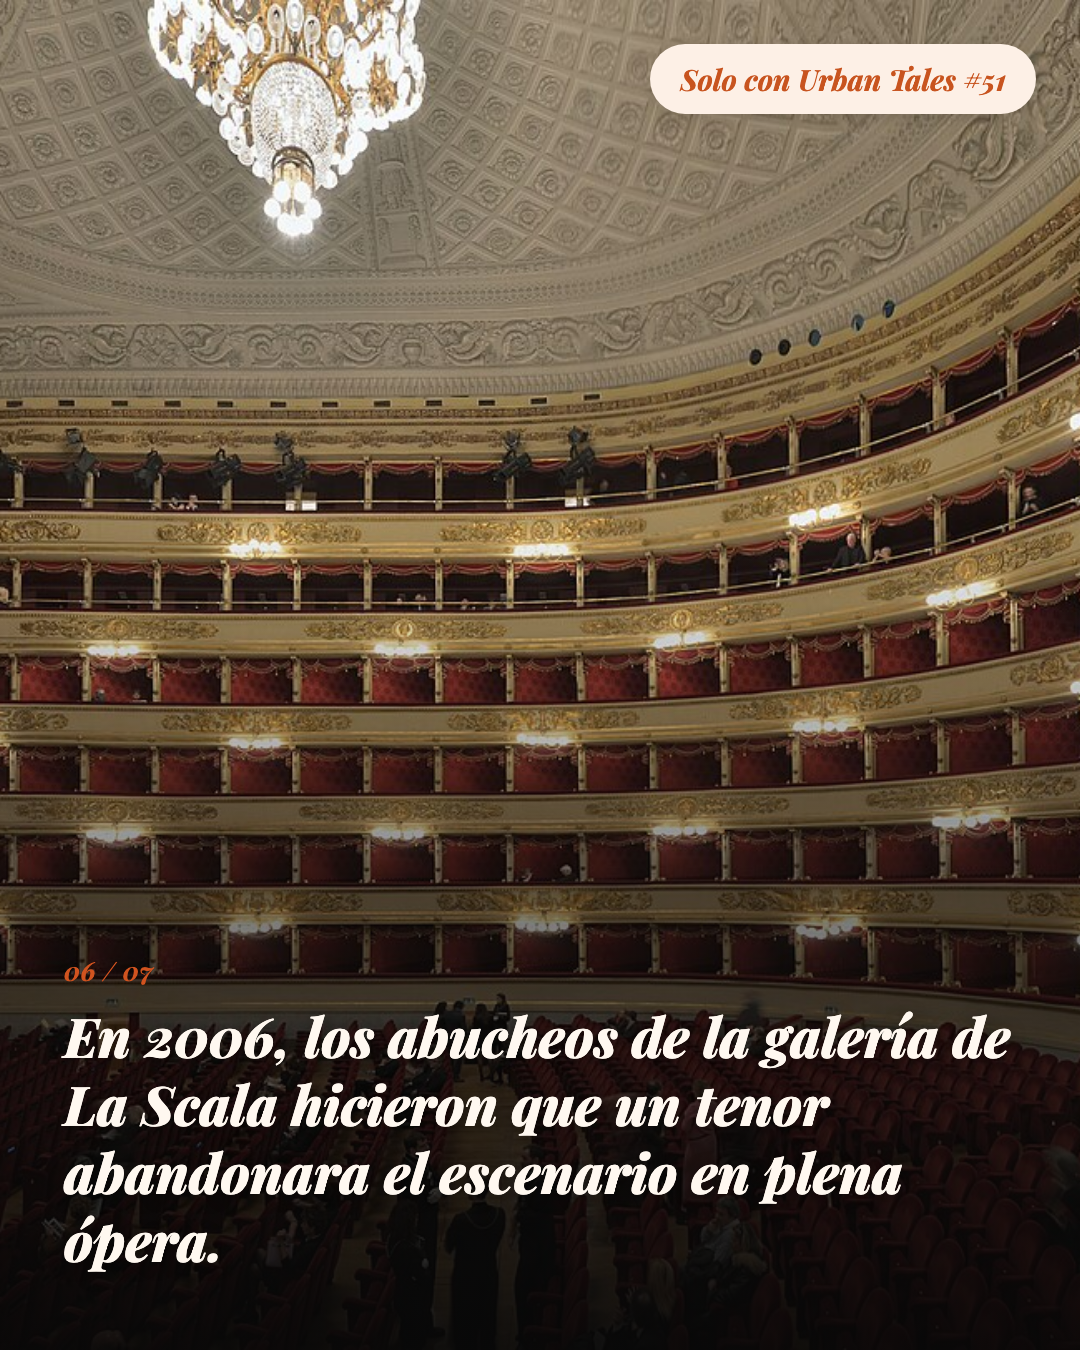 Solo con Urban Tales #51
06 / 07
En 2006, los abucheos de la galería de
La Scala hicieron que un tenor
abandonara el escenario en plena
ópera.